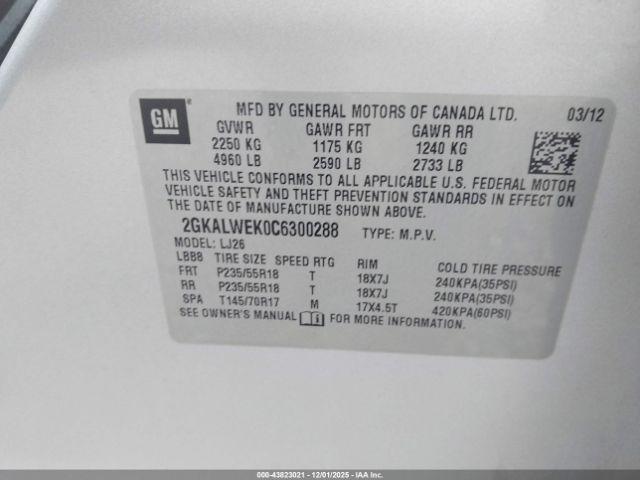 GM ®
MFD BY GENERAL MOTORS OF CANADA LTD. 03/12
GVWR GAWR FRT GAWR RR
2250 KG 1175 KG 1240 KG
4960 LB 2590 LB 2733 LB
THIS VEHICLE CONFORMS TO ALL APPLICABLE U.S. FEDERAL MOTOR
VEHICLE SAFETY AND THEFT PREVENTION STANDARDS IN EFFECT ON
THE DATE OF MANUFACTURE SHOWN ABOVE.
2GKALWEK0C6300288 TYPE: M.P.V.
MODEL: LJ26
LBB8 TIRE SIZE SPEED RTG RIM COLD TIRE PRESSURE
FRT P235/55R18 T 18X7J 240KPA(35PSI)
RR P235/55R18 T 18X7J 240KPA(35PSI)
SPA T145/70R17 M 17X4.5T 420KPA(60PSI)
SEE OWNER'S MANUAL FOR MORE INFORMATION.
000-43823021 - 12/01/2025 - IAAI.CA